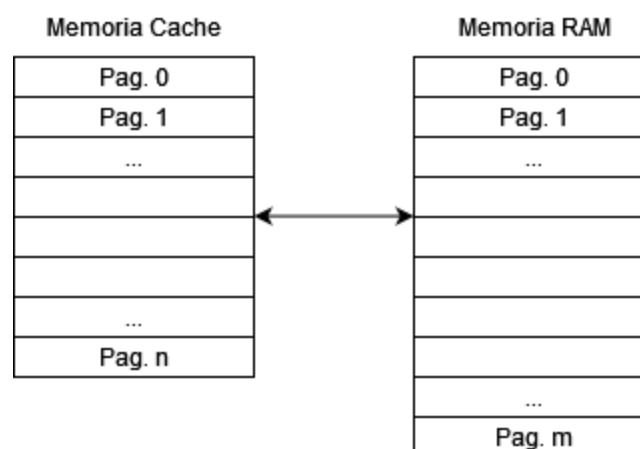 Memoria Cache
Pag. 0
Pag. 1
...
...
Pag. n
Memoria RAM
Pag. 0
Pag. 1
...
...
Pag. m